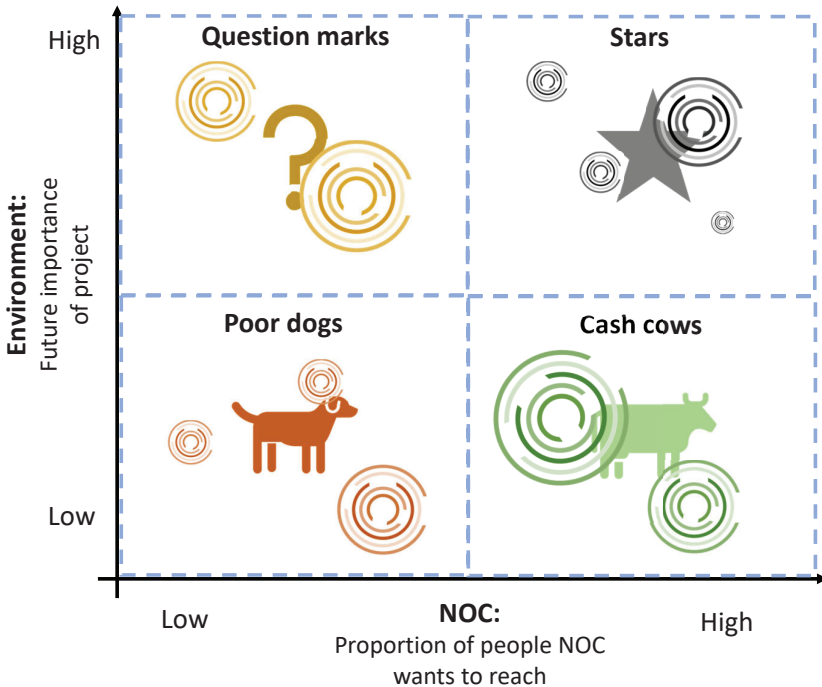 High
Question marks
Stars
?
Environment:
Future importance
of project
Poor dogs
Cash cows
Low
Low
NOC:
High
Proportion of people NOC
wants to reach